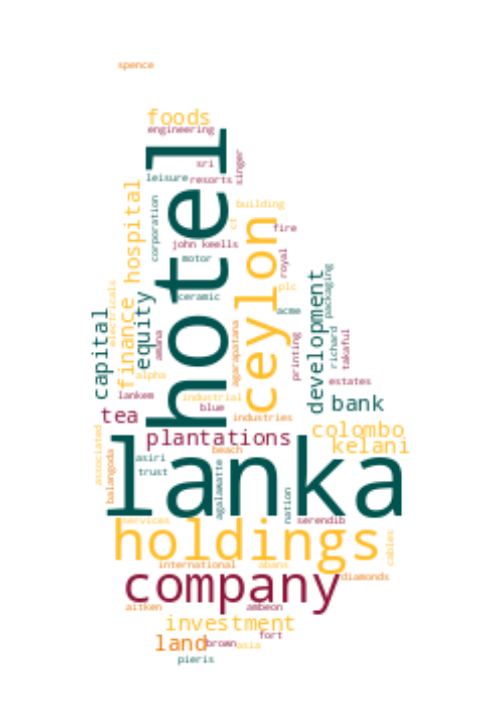 spence
foods
engineering
hotel
sri
singer
leisure
resorts
hospital
corporation
building
ct
ceylon
fire
john keells
motor
royal
development
packaging
ceramic
plc
acme
electricals
capital
finance
equity
amana
alpha
agarapatana
printing
richard
takaful
estates
lankem
industrial
bank
tea
blue
industries
colombo
plantations
kelani
associated
balangoda
asiri
beach
trust
lanka
agalawatte
nation
services
serendib
holdings
cables
international
abans
diamonds
company
aitken
ambeon
investment
fort
land
brown
asia
pieris